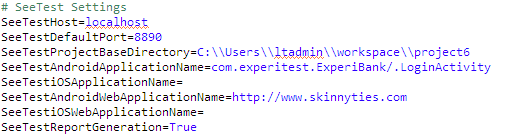 # SeeTest Settings
SeeTestHost=localhost
SeeTestDefaultPort=8890
SeeTestProjectBaseDirectory=C:\\Users\\ltadmin\\workspace\\project6
SeeTestAndroidApplicationName=com.experitest.ExperiBank/.LoginActivity
SeeTestiOSApplicationName=
SeeTestAndroidWebApplicationName=http://www.skinnyties.com
SeeTestiOSWebApplicationName=
SeeTestReportGeneration=True